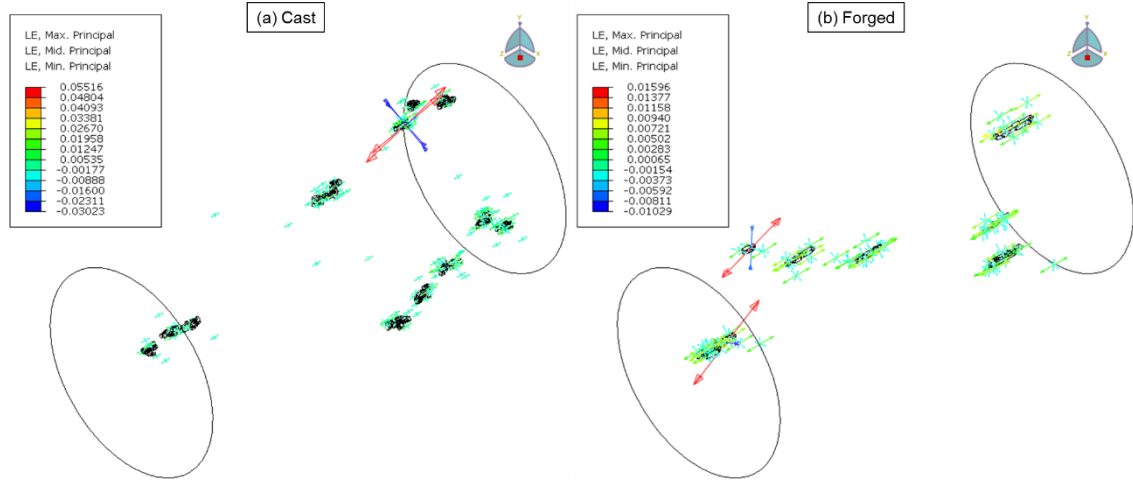 (a) Cast
LE, Max. Principal
LE, Mid. Principal
LE, Min. Principal
0.05516
0.04804
0.04093
0.03381
0.02670
0.01958
0.01247
0.00535
-0.00177
-0.00888
-0.01600
-0.02311
-0.03023
Y
Z
X
(b) Forged
LE, Max. Principal
LE, Mid. Principal
LE, Min. Principal
0.01596
0.01377
0.01158
0.00940
0.00721
0.00502
0.00283
0.00065
-0.00154
-0.00373
-0.00592
-0.00811
-0.01029
Y
Z
X